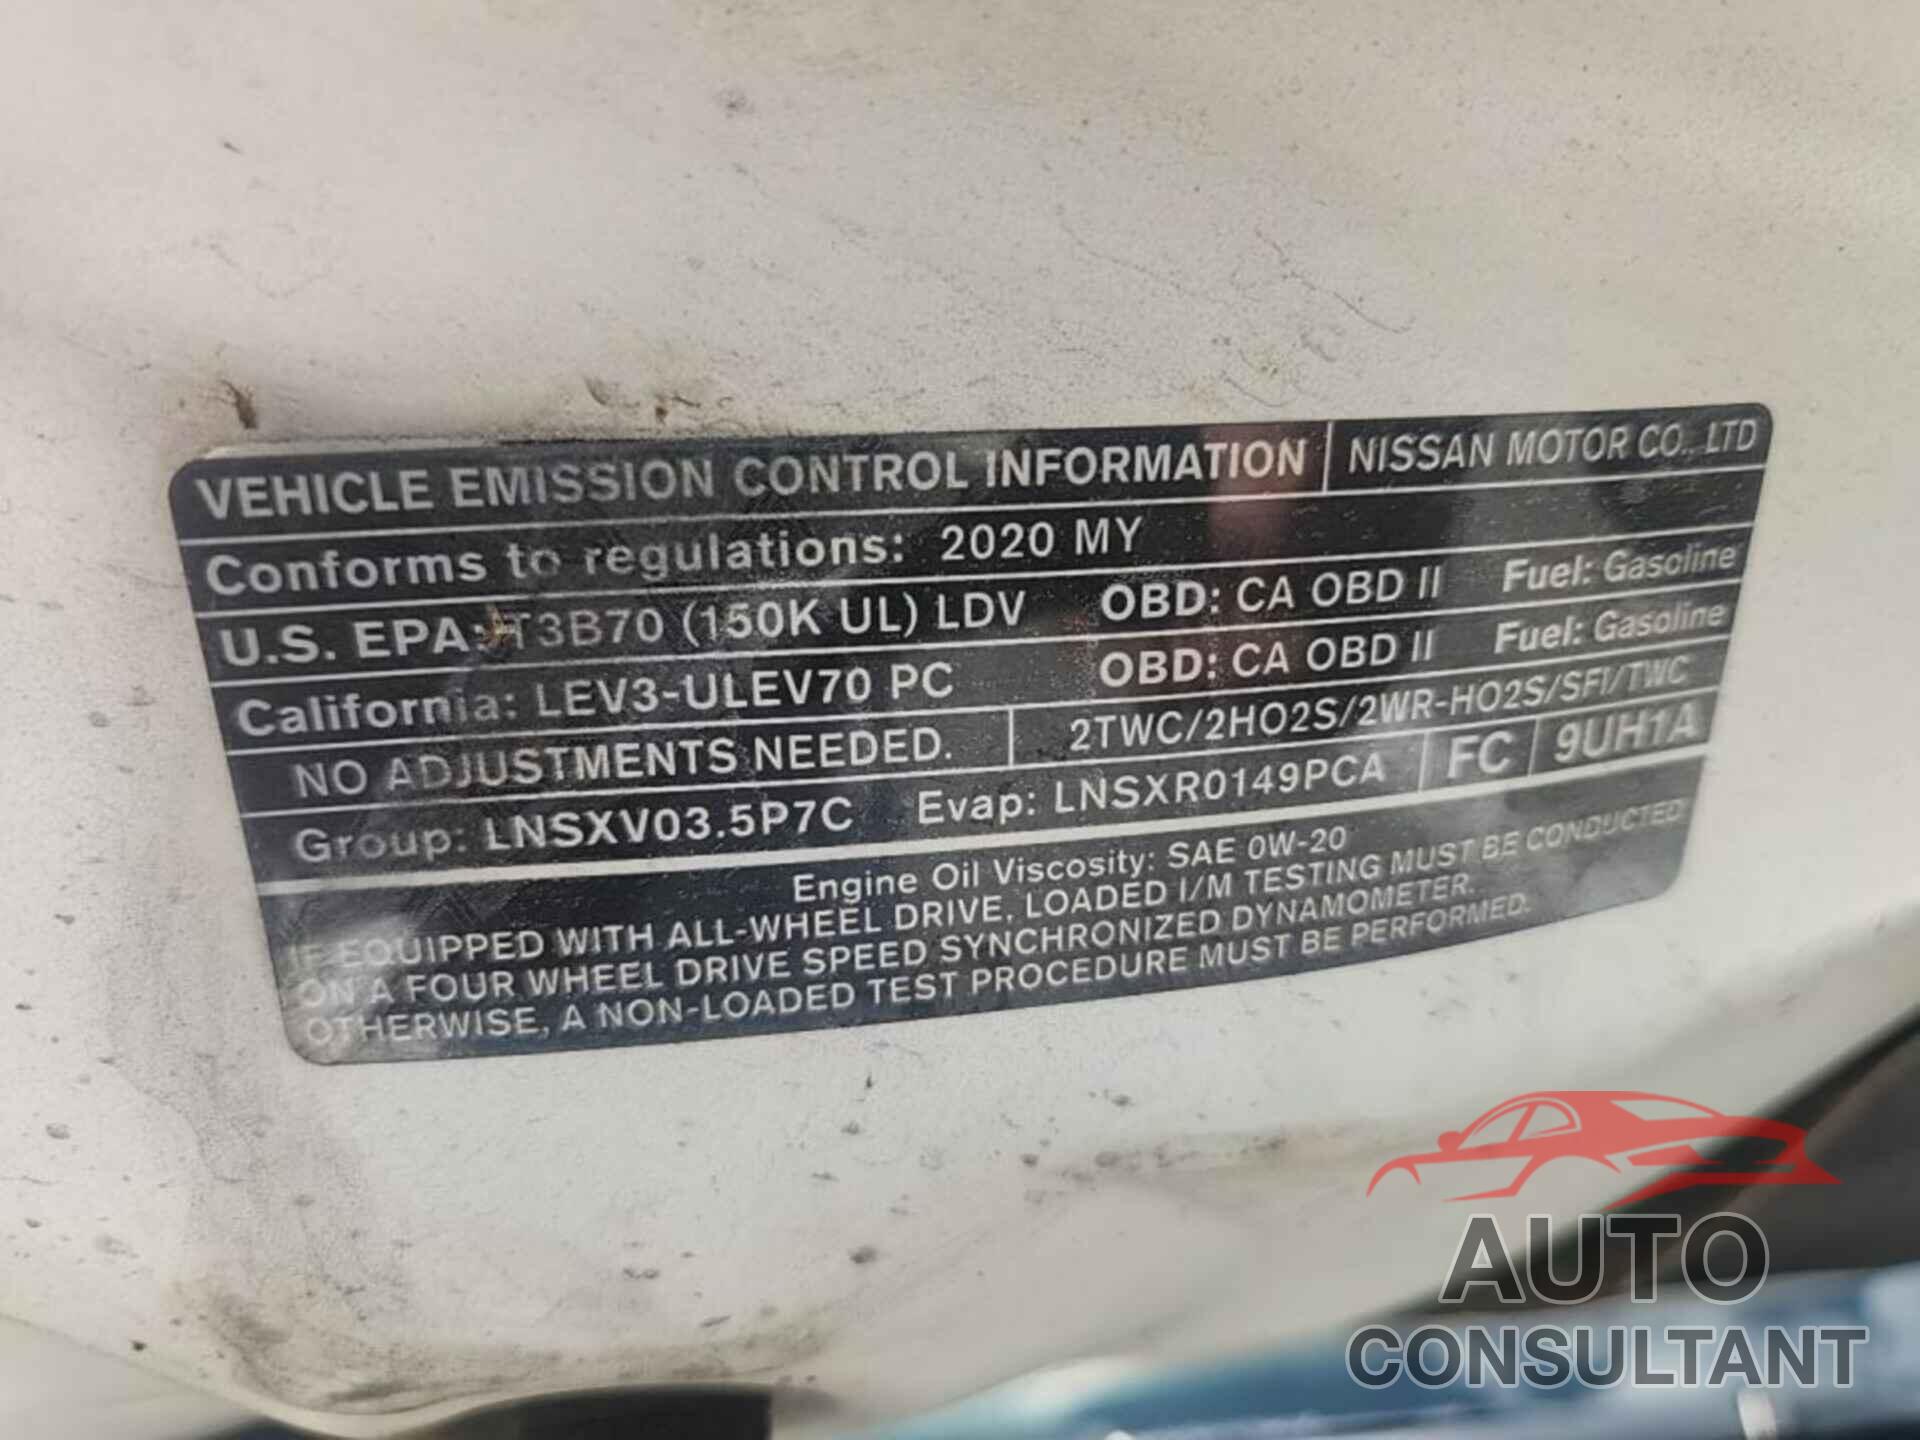 VEHICLE EMISSION CONTROL INFORMATION NISSAN MOTOR CO., LTD
Conforms to regulations: 2020 MY
U.S. EPA: T3B70 (150K UL) LDV OBD: CA OBD II Fuel: Gasoline
California: LEV3-ULEV70 PC OBD: CA OBD II Fuel: Gasoline
NO ADJUSTMENTS NEEDED. 2TWC/2HO2S/2WR-HO2S/SFI/TWC
Group: LNSXV03.5P7C Evap: LNSXR0149PCA FC 9UH1A
Engine Oil Viscosity: SAE 0W-20
IF EQUIPPED WITH ALL-WHEEL DRIVE, LOADED I/M TESTING MUST BE CONDUCTED
ON A FOUR WHEEL DRIVE SPEED SYNCHRONIZED DYNAMOMETER.
OTHERWISE, A NON-LOADED TEST PROCEDURE MUST BE PERFORMED.
AUTO
CONSULTANT